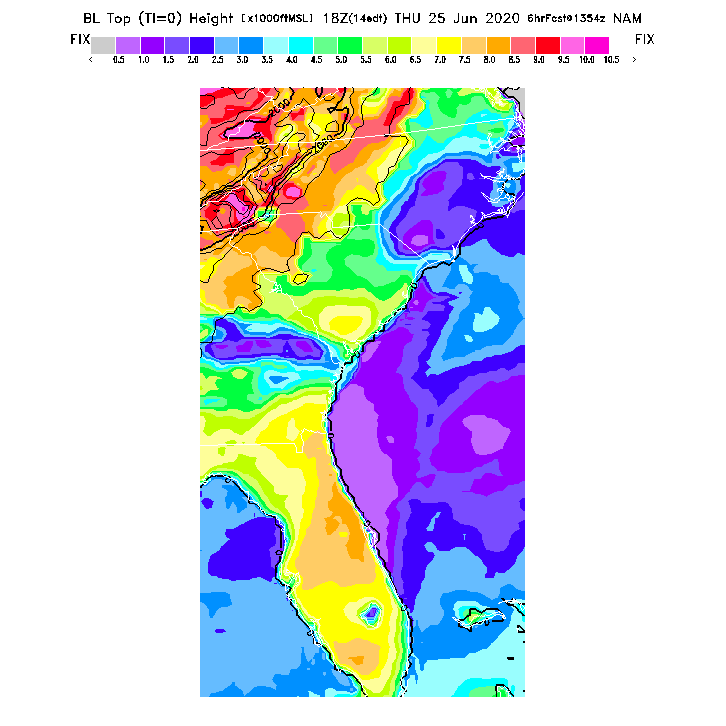 BL Top (TI=0) Height [x1000ftMSL] 18Z(14edt) THU 25 Jun 2020 6hrFcst@1354z NAM
FIX FIX
< 0.5 1.0 1.5 2.0 2.5 3.0 3.5 4.0 4.5 5.0 5.5 6.0 6.5 7.0 7.5 8.0 8.5 9.0 9.5 10.0 10.5 >